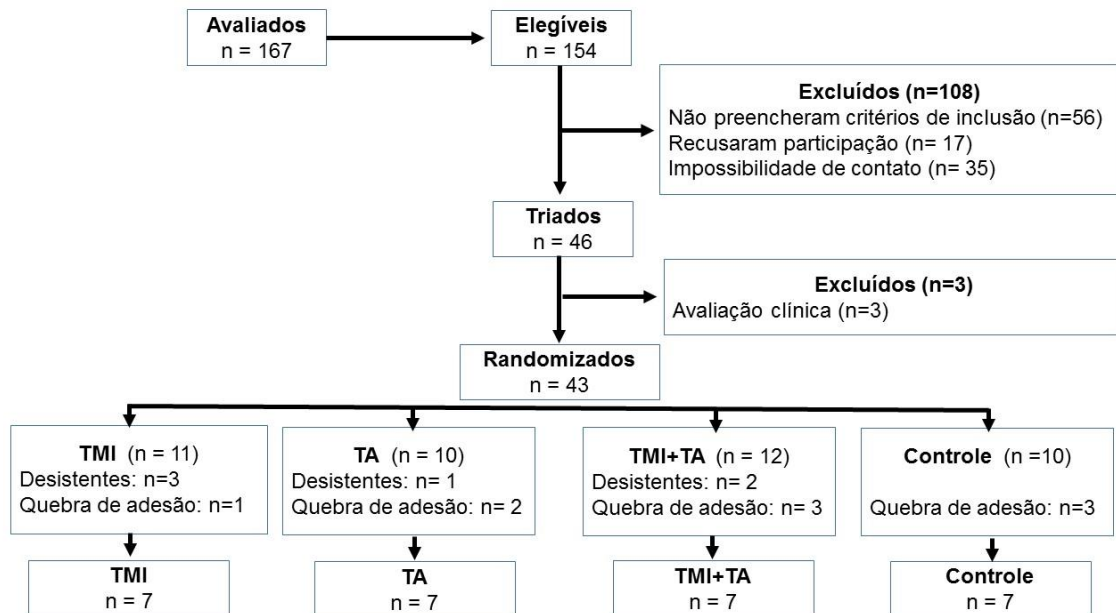 Avaliados
n = 167
Elegíveis
n = 154
Excluídos (n=108)
Não preencheram critérios de inclusão (n=56)
Recusaram participação (n= 17)
Impossibilidade de contato (n= 35)
Triados
n = 46
Excluídos (n=3)
Avaliação clínica (n=3)
Randomizados
n = 43
TMI (n = 11)
Desistentes: n=3
Quebra de adesão: n=1
TA (n = 10)
Desistentes: n= 1
Quebra de adesão: n= 2
TMI+TA (n = 12)
Desistentes: n= 2
Quebra de adesão: n= 3
Controle (n =10)
Quebra de adesão: n=3
TMI
n = 7
TA
n = 7
TMI+TA
n = 7
Controle
n = 7